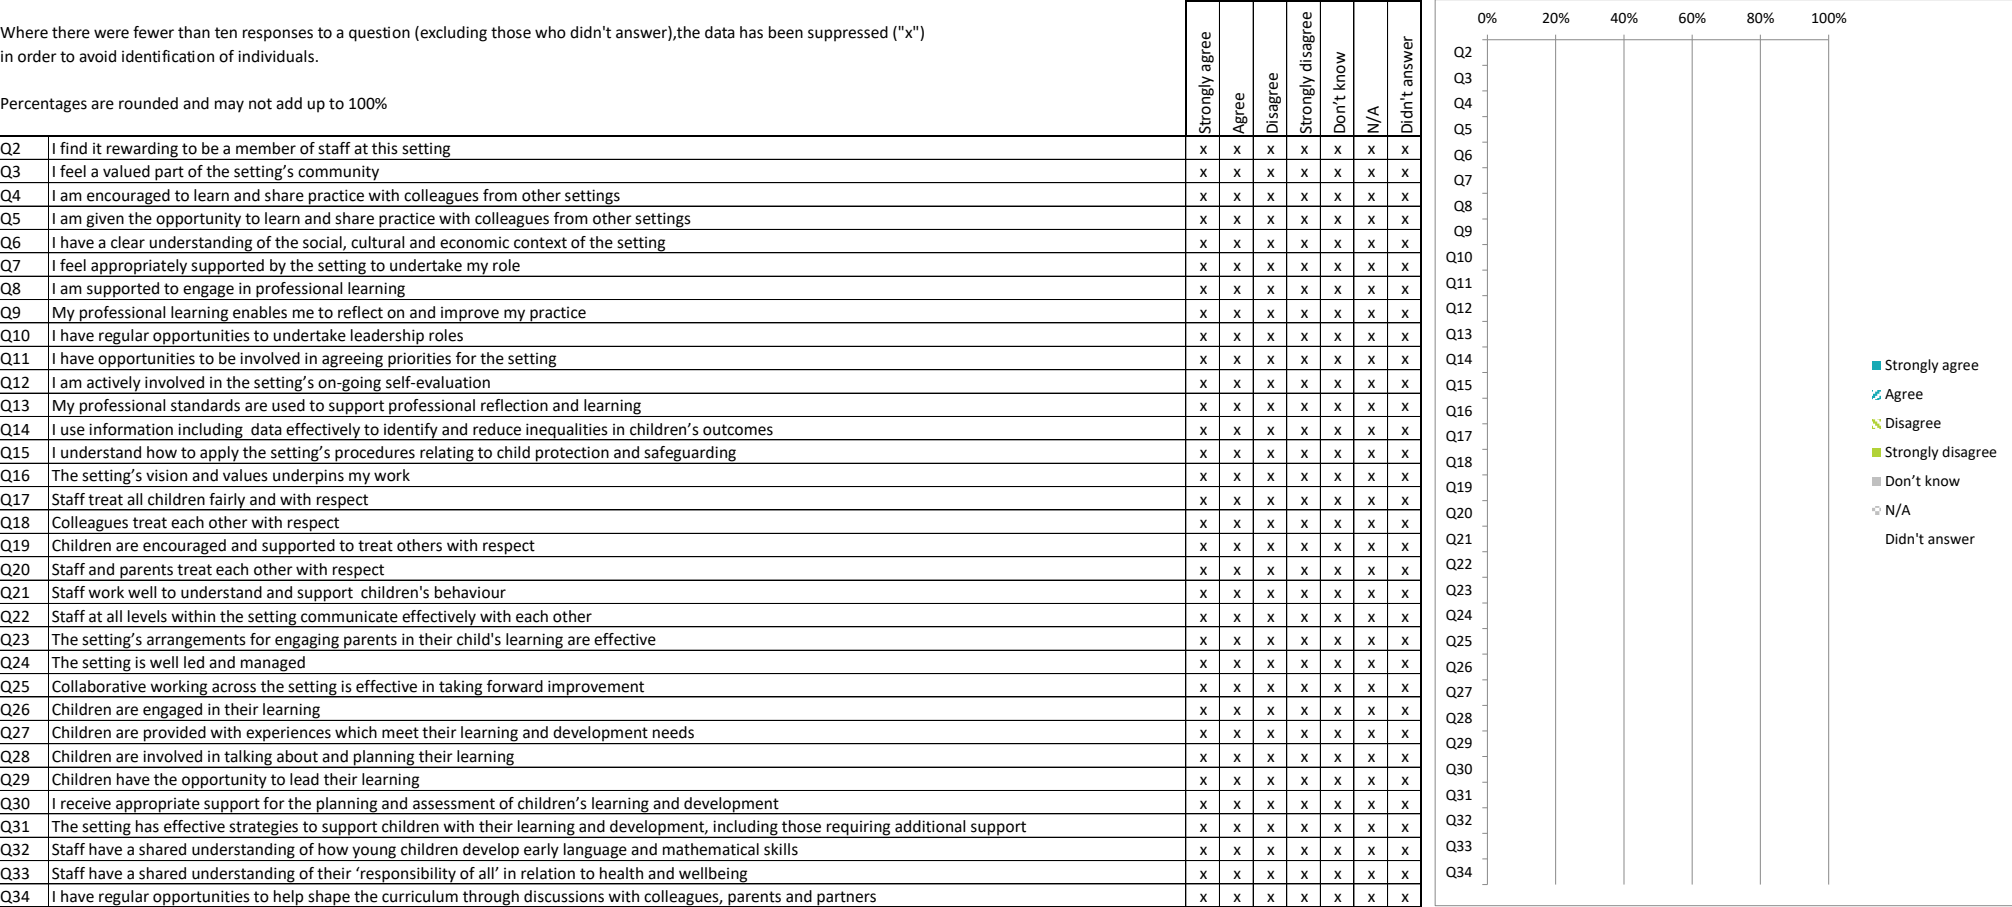 Where there were fewer than ten responses to a question (excluding those who didn't answer),the data has been suppressed ("x")
in order to avoid identification of individuals.
Percentages are rounded and may not add up to 100%
Strongly agree
Agree
Disagree
Strongly disagree
Don't know
N/A
Didn't answer
Q2 I find it rewarding to be a member of staff at this setting x x x x x x x
Q3 I feel a valued part of the setting’s community x x x x x x x
Q4 I am encouraged to learn and share practice with colleagues from other settings x x x x x x x
Q5 I am given the opportunity to learn and share practice with colleagues from other settings x x x x x x x
Q6 I have a clear understanding of the social, cultural and economic context of the setting x x x x x x x
Q7 I feel appropriately supported by the setting to undertake my role x x x x x x x
Q8 I am supported to engage in professional learning x x x x x x x
Q9 My professional learning enables me to reflect on and improve my practice x x x x x x x
Q10 I have regular opportunities to undertake leadership roles x x x x x x x
Q11 I have opportunities to be involved in agreeing priorities for the setting x x x x x x x
Q12 I am actively involved in the setting’s on-going self-evaluation x x x x x x x
Q13 My professional standards are used to support professional reflection and learning x x x x x x x
Q14 I use information including data effectively to identify and reduce inequalities in children’s outcomes x x x x x x x
Q15 I understand how to apply the setting’s procedures relating to child protection and safeguarding x x x x x x x
Q16 The setting’s vision and values underpins my work x x x x x x x
Q17 Staff treat all children fairly and with respect x x x x x x x
Q18 Colleagues treat each other with respect x x x x x x x
Q19 Children are encouraged and supported to treat others with respect x x x x x x x
Q20 Staff and parents treat each other with respect x x x x x x x
Q21 Staff work well to understand and support children's behaviour x x x x x x x
Q22 Staff at all levels within the setting communicate effectively with each other x x x x x x x
Q23 The setting’s arrangements for engaging parents in their child's learning are effective x x x x x x x
Q24 The setting is well led and managed x x x x x x x
Q25 Collaborative working across the setting is effective in taking forward improvement x x x x x x x
Q26 Children are engaged in their learning x x x x x x x
Q27 Children are provided with experiences which meet their learning and development needs x x x x x x x
Q28 Children are involved in talking about and planning their learning x x x x x x x
Q29 Children have the opportunity to lead their learning x x x x x x x
Q30 I receive appropriate support for the planning and assessment of children’s learning and development x x x x x x x
Q31 The setting has effective strategies to support children with their learning and development, including those requiring additional support x x x x x x x
Q32 Staff have a shared understanding of how young children develop early language and mathematical skills x x x x x x x
Q33 Staff have a shared understanding of their ‘responsibility of all’ in relation to health and wellbeing x x x x x x x
Q34 I have regular opportunities to help shape the curriculum through discussions with colleagues, parents and partners x x x x x x x
0% 20% 40% 60% 80% 100%
Q2
Q3
Q4
Q5
Q6
Q7
Q8
Q9
Q10
Q11
Q12
Q13
Q14
Q15
Q16
Q17
Q18
Q19
Q20
Q21
Q22
Q23
Q24
Q25
Q26
Q27
Q28
Q29
Q30
Q31
Q32
Q33
Q34
Strongly agree
Agree
Disagree
Strongly disagree
Don’t know
N/A
Didn't answer